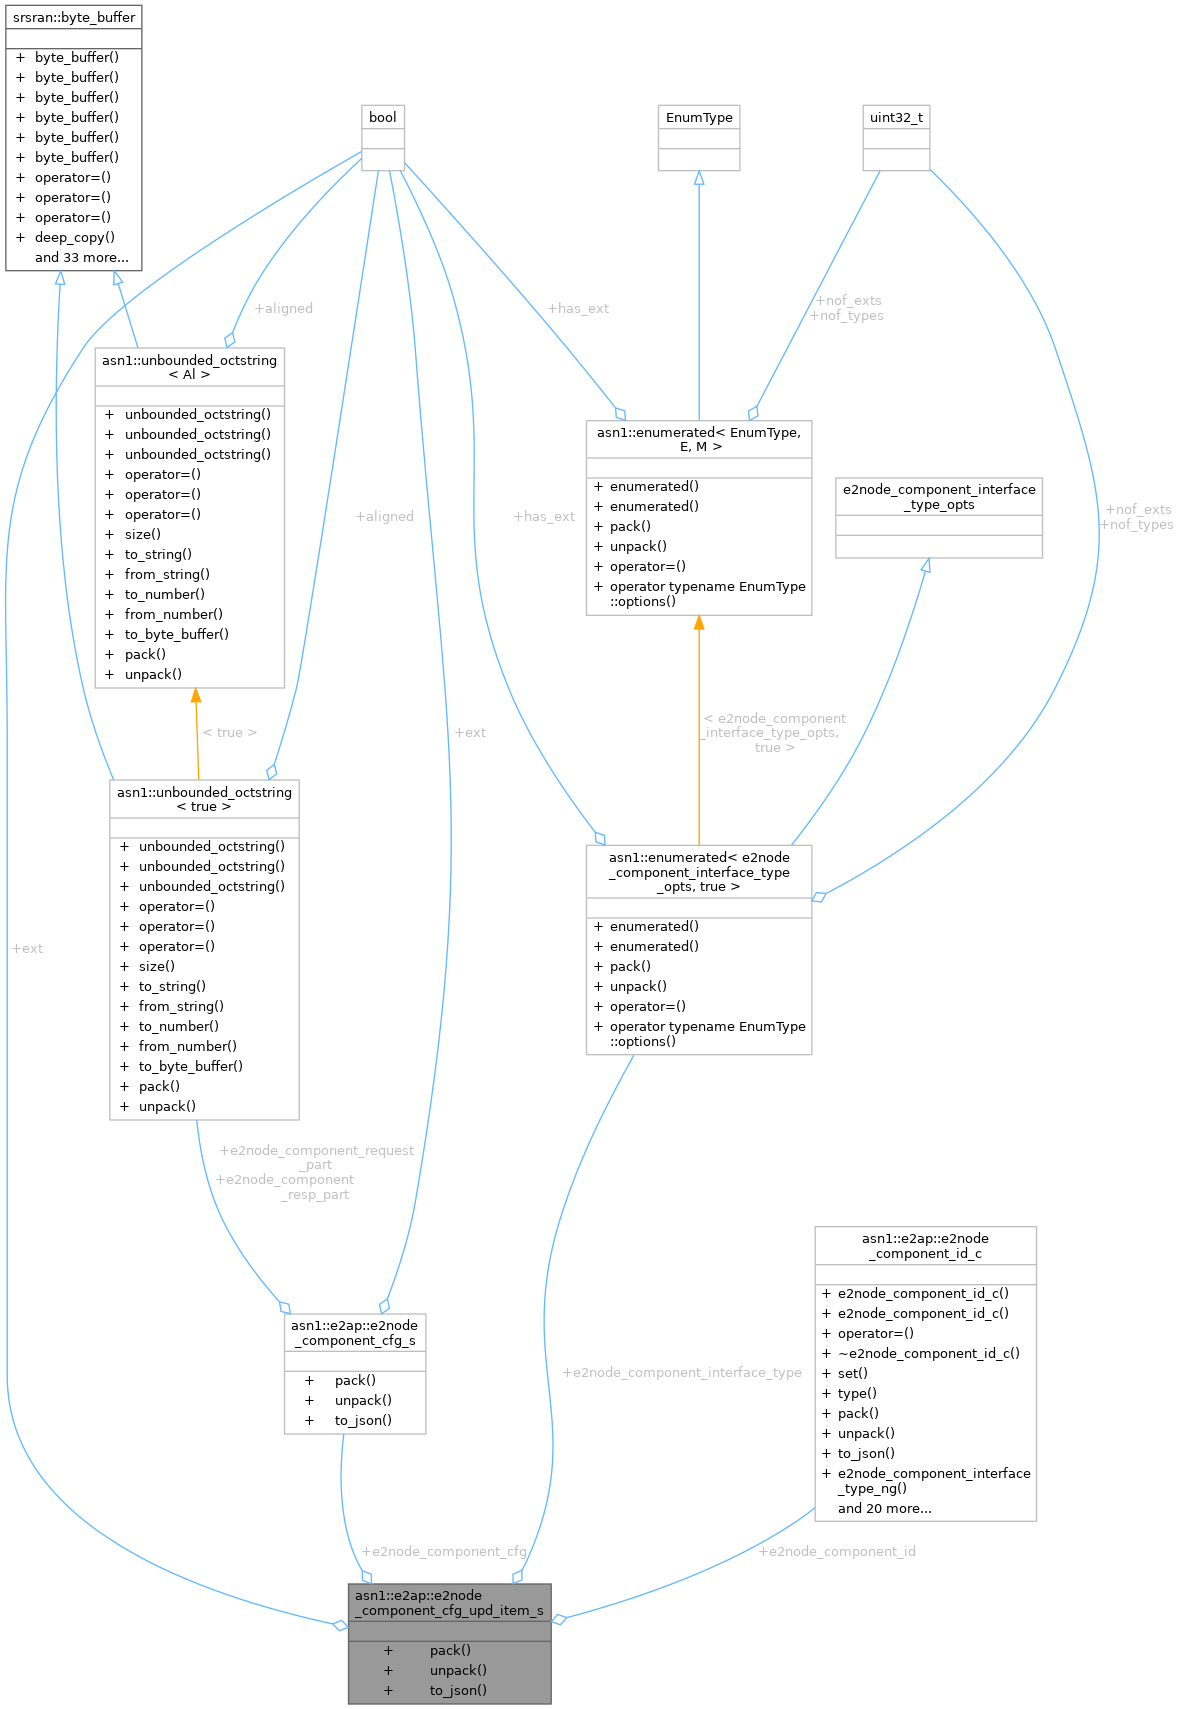 srsran::byte_buffer
+ byte_buffer()
+ byte_buffer()
+ byte_buffer()
+ byte_buffer()
+ byte_buffer()
+ byte_buffer()
+ operator=()
+ operator=()
+ operator=()
+ deep_copy()
and 33 more...
bool
EnumType
uint32_t
+aligned
+has_ext
+nof_exts
+nof_types
asn1::unbounded_octstring
< Al >
+ unbounded_octstring()
+ unbounded_octstring()
+ unbounded_octstring()
+ operator=()
+ operator=()
+ operator=()
+ size()
+ to_string()
+ from_string()
+ to_number()
+ from_number()
+ to_byte_buffer()
+ pack()
+ unpack()
+aligned
+has_ext
asn1::enumerated< EnumType,
E, M >
+ enumerated()
+ enumerated()
+ pack()
+ unpack()
+ operator=()
+ operator typename EnumType
::options()
e2node_component_interface
_type_opts
+nof_exts
+nof_types
< true >
+ext
< e2node_component
_interface_type_opts,
true >
asn1::unbounded_octstring
< true >
+ unbounded_octstring()
+ unbounded_octstring()
+ unbounded_octstring()
+ operator=()
+ operator=()
+ operator=()
+ size()
+ to_string()
+ from_string()
+ to_number()
+ from_number()
+ to_byte_buffer()
+ pack()
+ unpack()
+ext
asn1::enumerated< e2node
_component_interface_type
_opts, true >
+ enumerated()
+ enumerated()
+ pack()
+ unpack()
+ operator=()
+ operator typename EnumType
::options()
+e2node_component_request
_part
+e2node_component
_resp_part
asn1::e2ap::e2node
_component_id_c
+ e2node_component_id_c()
+ e2node_component_id_c()
+ operator=()
+ ~e2node_component_id_c()
+ set()
+ type()
+ pack()
+ unpack()
+ to_json()
+ e2node_component_interface
_type_ng()
and 20 more...
asn1::e2ap::e2node
_component_cfg_s
+ pack()
+ unpack()
+ to_json()
+e2node_component_interface_type
+e2node_component_cfg
+e2node_component_id
asn1::e2ap::e2node
_component_cfg_upd_item_s
+ pack()
+ unpack()
+ to_json()